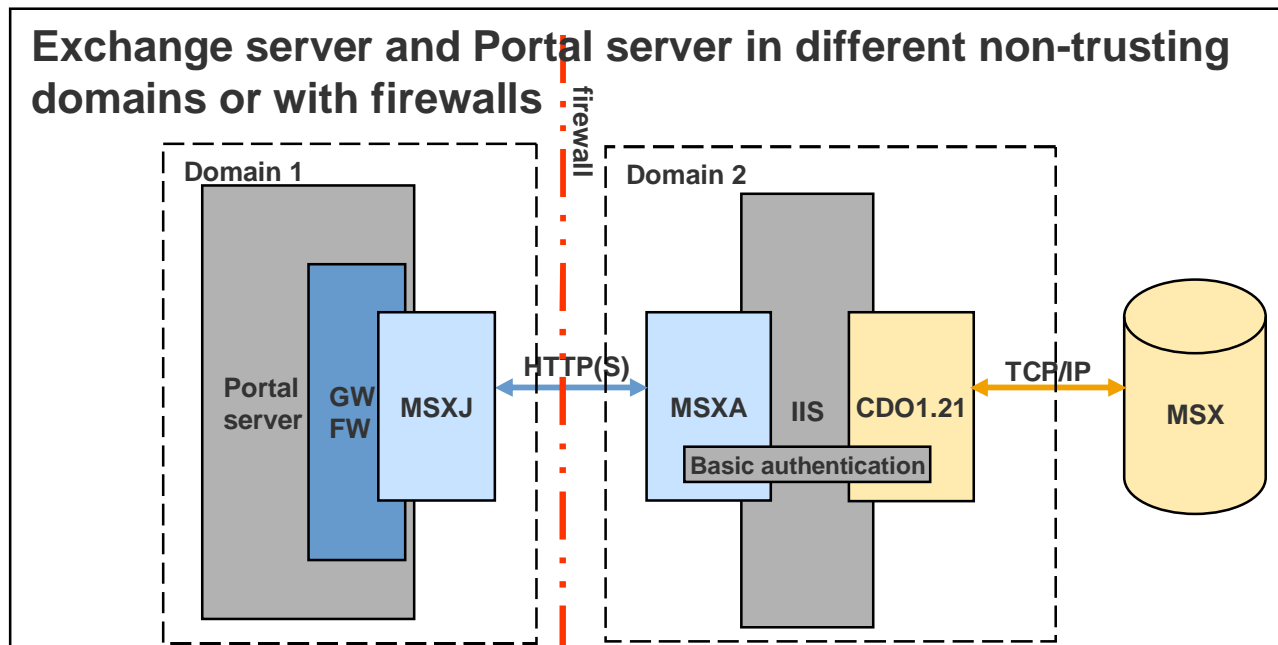 Exchange server and Portal server in different non-trusting
domains or with firewalls
firewall
Domain 1
Domain 2
Portal
server
GW
FW
MSXJ
HTTP(S)
MSXA
IIS
CDO1.21
TCP/IP
MSX
Basic authentication